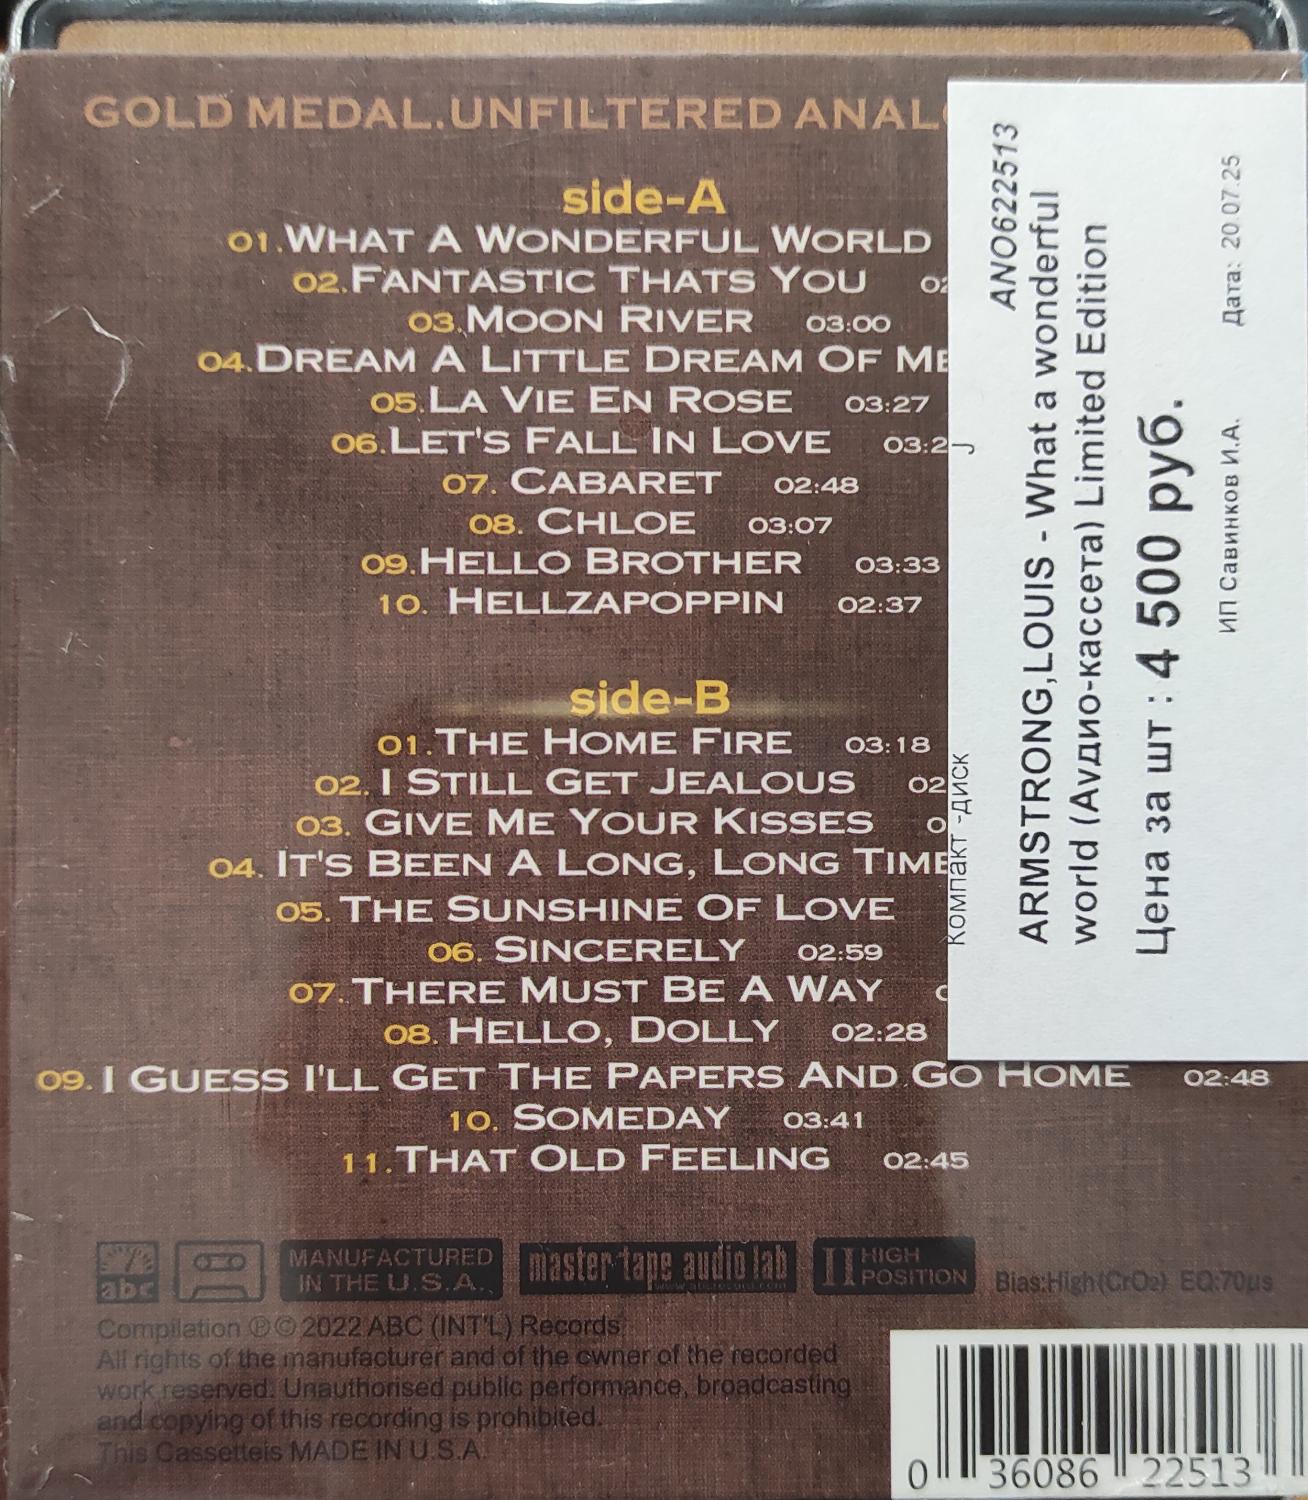 GOLD MEDAL.UNFILTERED
side-A
01.WHAT A WONDERFUL WORLD
02.FANTASTIC THATS YOU
03.MOON RIVER 03:00
04.DREAM A LITTLE DREAM OF ME
05.LA VIE EN ROSE 03:27
06.LET'S FALL IN LOVE
07. CABARET 02:48
08. CHLOE 03:07
09.HELLO BROTHER 03:33
10. HELLZAPOPPIN 02:37
side-B
01.THE HOME FIRE 03:18
02. I STILL GET JEALOUS
03. GIVE ME YOUR KISSES
04. IT'S BEEN A LONG, LONG TIME
05. THE SUNSHINE OF LOVE
06. SINCERELY 02:59
07. THERE MUST BE A WAY
08. HELLO, DOLLY 02:28
09. I GUESS I'LL GET THE PAPERS AND GO HOME 02:48
10. SOMEDAY 03:41
11.THAT OLD FEELING 02:45
Компакт -диск
ANO622513
ARMSTRONG,LOUIS - What a wonderful
world (AVдио-кассета) Limited Edition
Цена за шт : 4 500 руб.
ИП Савинков И.А. Дата: 20.07.25
abc
MANUFACTURED
IN THE U.S.A.
master tape audio lab
II HIGH
POSITION
Bias:High(CrO₂) EQ:70µs
Compilation ℗© 2022 ABC (INT'L) Records
All rights of the manufacturer and of the owner of the recorded
work reserved. Unauthorised public performance, broadcasting
and copying of this recording is prohibited.
This Cassetteis MADE IN U.S.A
0 36086 22513